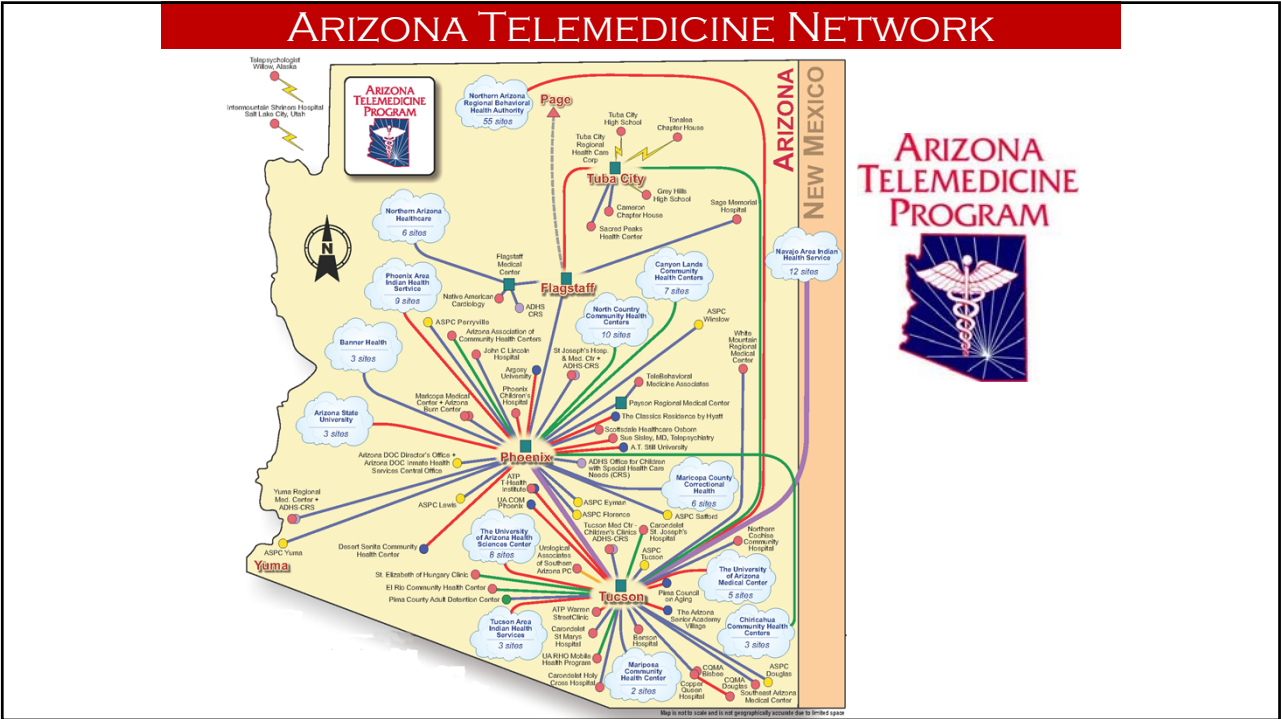 ARIZONA TELEMEDICINE NETWORK
Telepsychologist
Willow, Alaska
Intermountain Shriners Hospital
Salt Lake City, Utah
ARIZONA
TELEMEDICINE
PROGRAM
Northern Arizona
Regional Behavioral
Health Authority
55 sites
Page
Tuba City
High School
Tonalea
Chapter House
Tuba City
Regional
Health Care
Corp
Tuba City
Grey Hills
High School
Cameron
Chapter House
Sacred Peaks
Health Center
Sage Memorial
Hospital
ARIZONA
NEW MEXICO
ARIZONA
TELEMEDICINE
PROGRAM
Northern Arizona
Healthcare
6 sites
N
Navajo Area Indian
Health Service
12 sites
Flagstaff
Medical
Center
Flagstaff
Native American
Cardiology
ADHS
CRS
Canyon Lands
Community
Health Centers
7 sites
Phoenix Area
Indian Health
Sertvice
9 sites
North Country
Community Health
Centers
10 sites
ASPC
Winslow
ASPC Perryville
Arizona Association of
Community Health Centers
John C Lincoln
Hospital
Banner Health
3 sites
St Joseph's Hosp.
& Med. Ctr +
ADHS-CRS
White
Mountain
Regional
Medical
Center
Argosy
University
TeleBehavioral
Medicine Associates
Phoenix
Children's
Hospital
Maricopa Medical
Center + Arizona
Burn Center
Payson Regional Medical Center
The Classics Residence by Hyatt
Scottsdale Healthcare Osborn
Sue Sisley, MD, Telepsychiatry
A.T. Still University
Arizona State
University
3 sites
Phoenix
Arizona DOC Director's Office +
Arizona DOC Inmate Health
Services Central Office
ADHS Office for Children
with Special Health Care
Needs (CRS)
Maricopa County
Correctional
Health
6 sites
ATP
T-Health
Institute
UA COM
Phoenix
Yuma Regional
Med. Center +
ADHS-CRS
ASPC Lewis
ASPC Eyman
ASPC Florence
ASPC Safford
ASPC Yuma
Yuma
Desert Senita Community
Health Center
The University
of Arizona Health
Sciences Center
8 sites
Tucson Med Ctr -
Children's Clinics
ADHS-CRS
Carondelet
St. Joseph's
Hospital
Northern
Cochise
Community
Hospital
Urological
Associates
of Southern
Arizona PC
ASPC
Tucson
St. Elizabeth of Hungary Clinic
El Rio Community Health Center
Pima County Adult Detention Center
Tucson
The University
of Arizona
Medical Center
5 sites
Pima Council
on Aging
The Arizona
Senior Academy
Village
ATP Warren
StreetClinic
Carondelet
St Marys
Hospital
Tucson Area
Indian Health
Services
3 sites
Benson
Hospital
Chiricahua
Community Health
Centers
3 sites
UA RHO Mobile
Health Program
Carondelet Holy
Cross Hospital
Mariposa
Community
Health Center
2 sites
CQMA
Bisbee
Copper
Queen
Hospital
CQMA
Douglas
ASPC
Douglas
Southeast Arizona
Medical Center
Map is not to scale and is not geographically accurate due to limited space